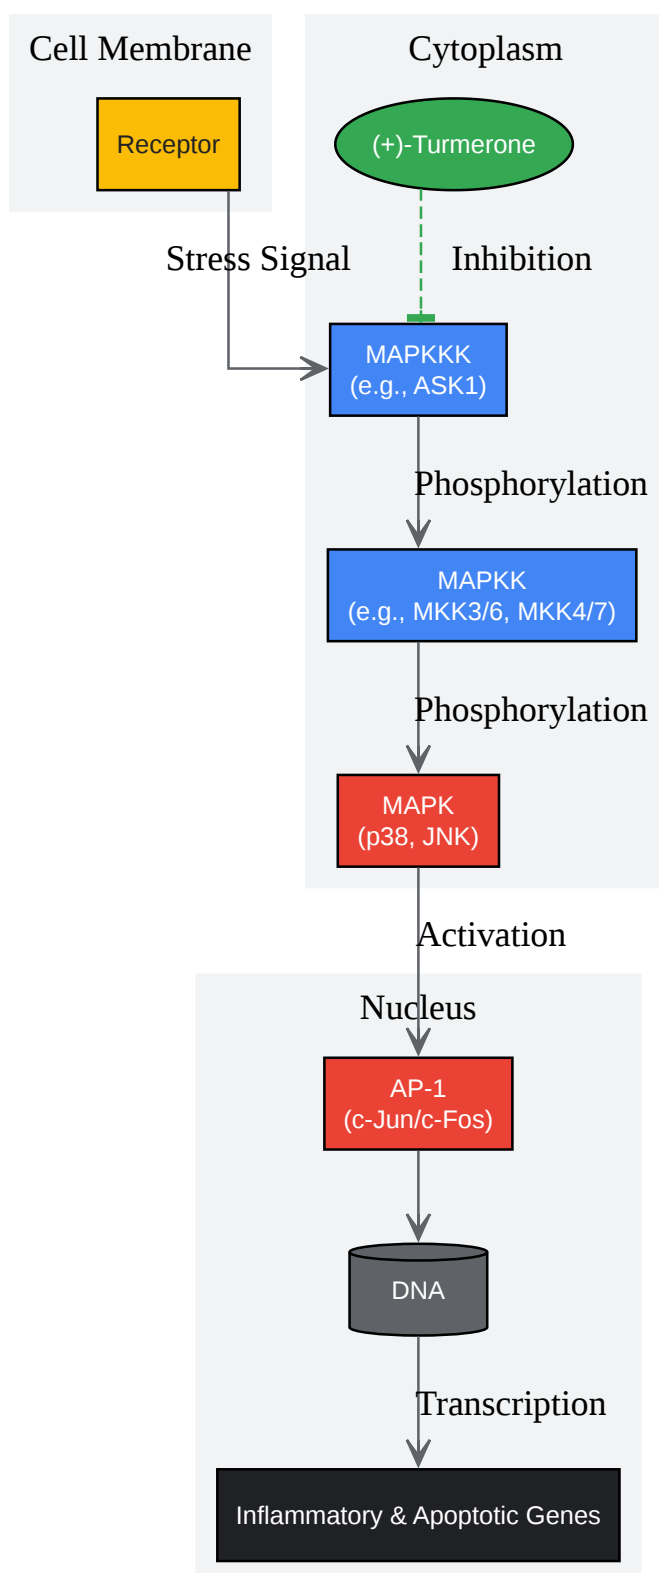 Cell Membrane
Cytoplasm
Receptor
(+)-Turmerone
Stress Signal
Inhibition
MAPKKK
(e.g., ASK1)
Phosphorylation
MAPKK
(e.g., MKK3/6, MKK4/7)
Phosphorylation
MAPK
(p38, JNK)
Activation
Nucleus
AP-1
(c-Jun/c-Fos)
DNA
Transcription
Inflammatory & Apoptotic Genes